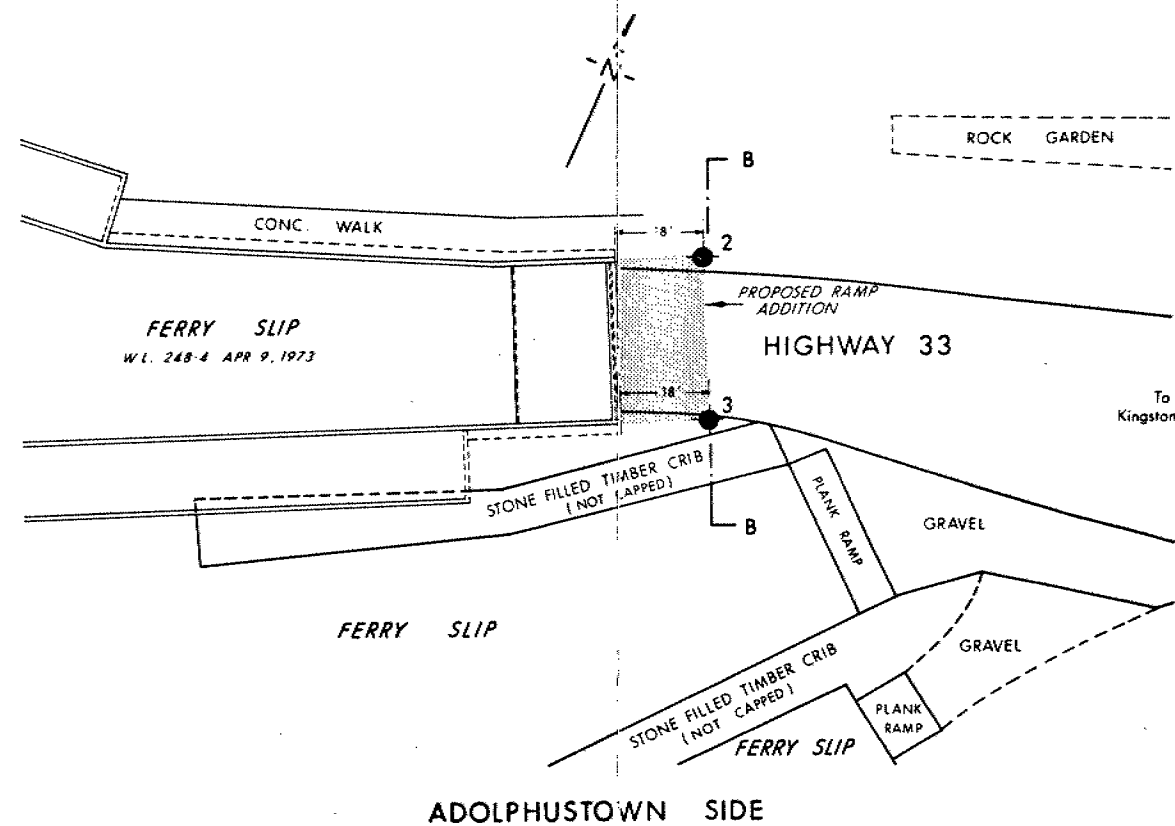 N
B
ROCK GARDEN
CONC. WALK
18'
2
PROPOSED RAMP
ADDITION
FERRY SLIP
W L. 248·4 APR 9, 1973
HIGHWAY 33
To
Kingston
18'
3
STONE FILLED TIMBER CRIB
(NOT CAPPED)
B
PLANK RAMP
GRAVEL
FERRY SLIP
GRAVEL
STONE FILLED TIMBER CRIB
(NOT CAPPED)
PLANK
RAMP
FERRY SLIP
ADOLPHUSTOWN SIDE